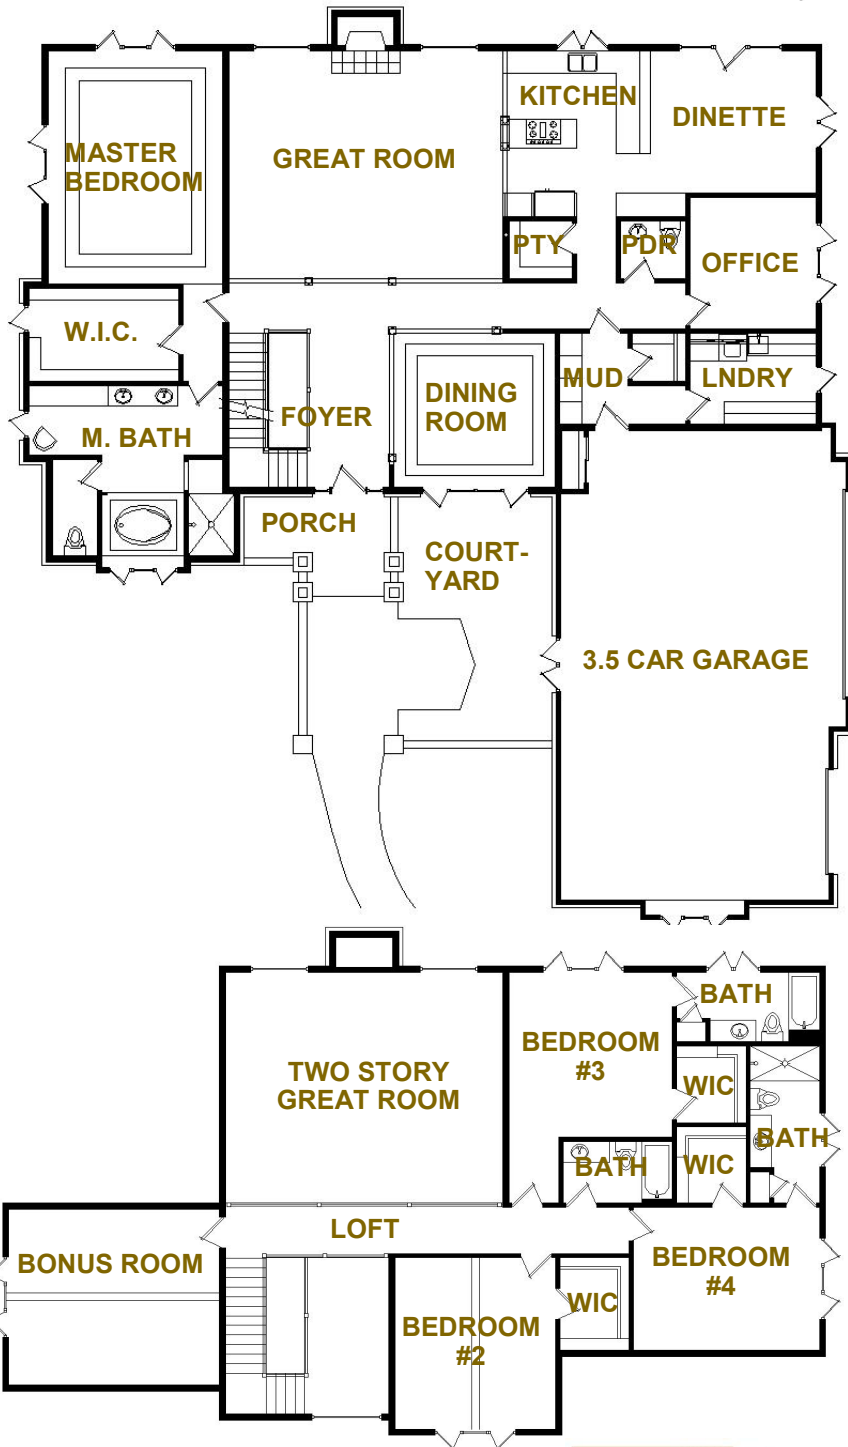 KITCHEN
DINETTE
MASTER
BEDROOM
GREAT ROOM
PTY
PDR
OFFICE
W.I.C.
MUD
LNDRY
DINING
ROOM
FOYER
M. BATH
PORCH
COURT-
YARD
3.5 CAR GARAGE
BATH
BEDROOM
#3
TWO STORY
GREAT ROOM
WIC
BATH
BATH
WIC
LOFT
BONUS ROOM
BEDROOM
#4
WIC
BEDROOM
#2